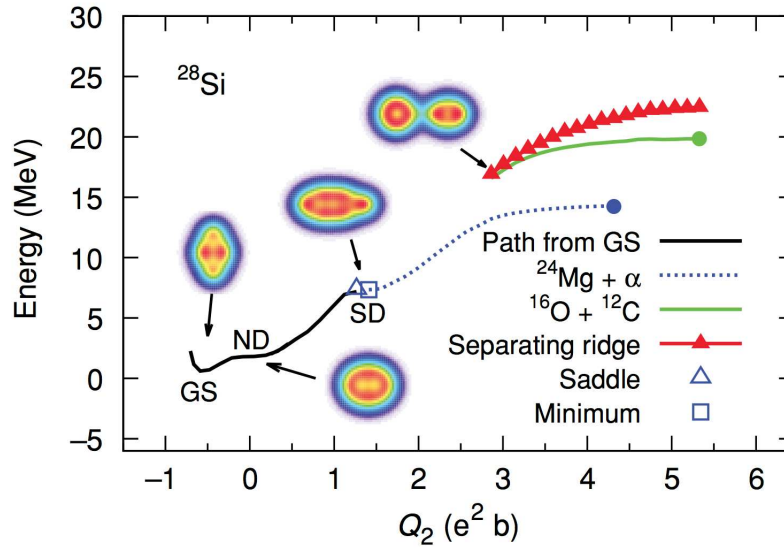 30
25
20
15
10
5
0
−5
Energy (MeV)
²⁸Si
GS
ND
SD
Path from GS
²⁴Mg + α
¹⁶O + ¹²C
Separating ridge
Saddle
Minimum
−1 0 1 2 3 4 5 6
Q₂ (e² b)